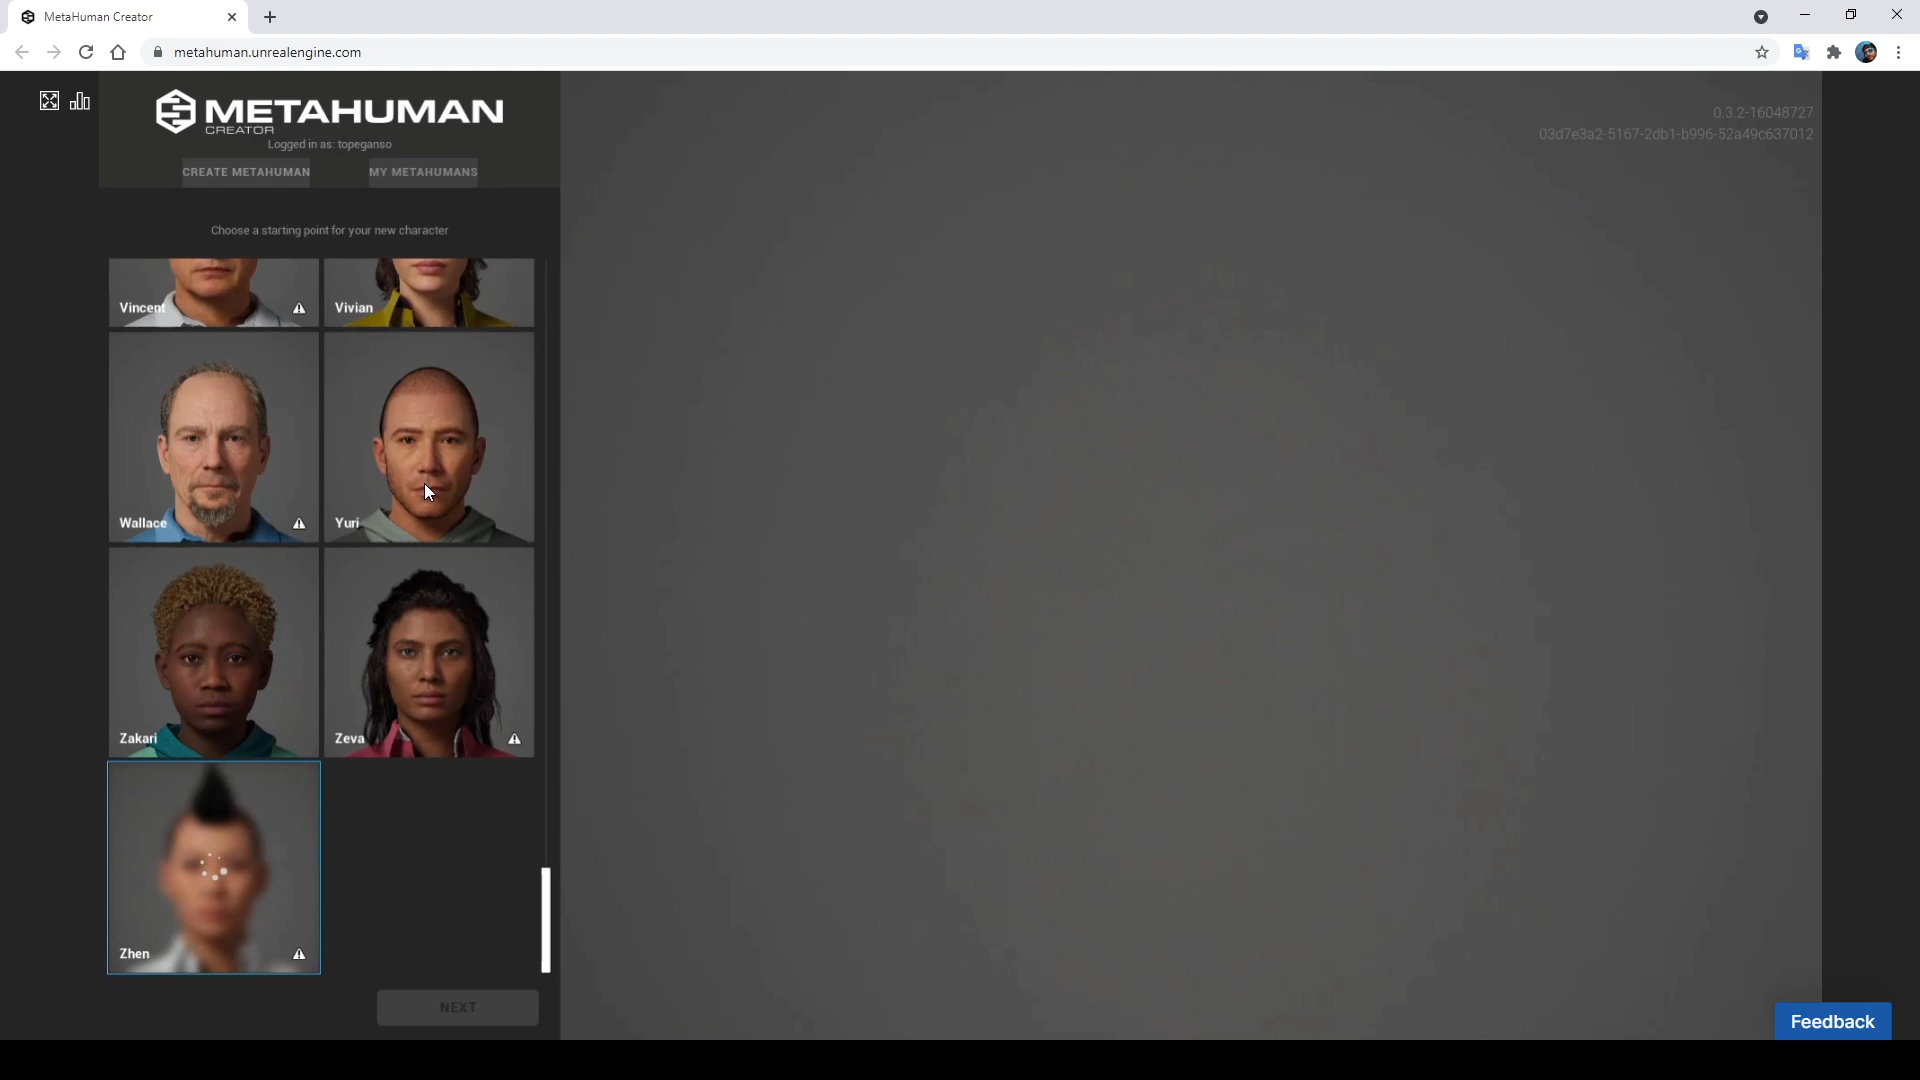 MetaHuman Creator
metahuman.unrealengine.com
METAHUMAN
CREATOR
Logged in as: topeganso
CREATE METAHUMAN
MY METAHUMANS
Choose a starting point for your new character
Vincent
Vivian
Wallace
Yuri
Zakari
Zeva
Zhen
NEXT
0.3.2-16048727
03d7e3a2-5167-2db1-b996-52a49c637012
Feedback